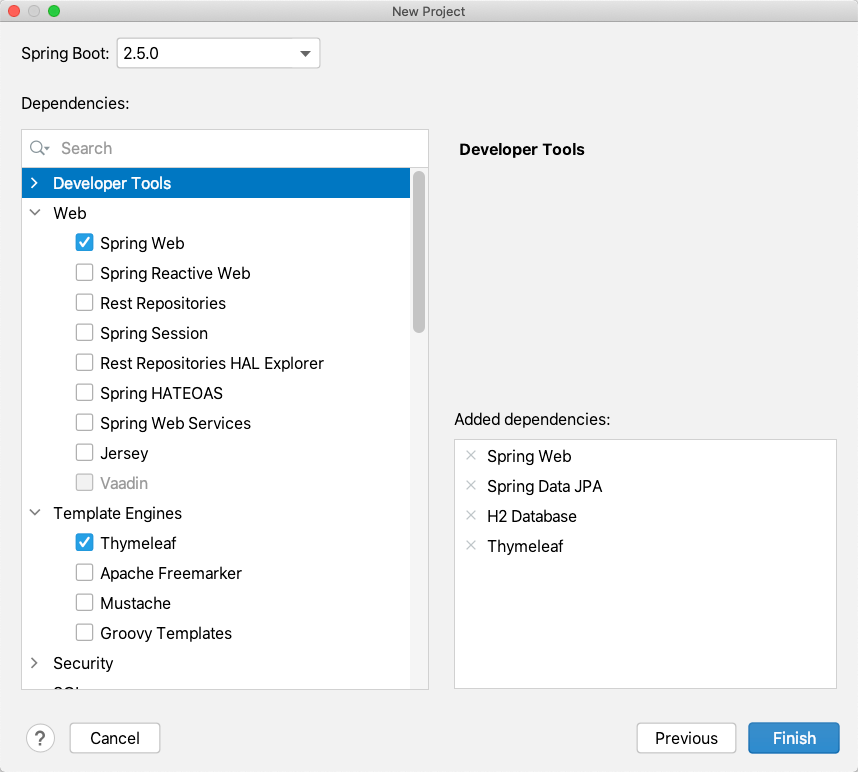 New Project
Spring Boot: 2.5.0
Dependencies:
Search
Developer Tools
Web
Spring Web
Spring Reactive Web
Rest Repositories
Spring Session
Rest Repositories HAL Explorer
Spring HATEOAS
Spring Web Services
Jersey
Vaadin
Template Engines
Thymeleaf
Apache Freemarker
Mustache
Groovy Templates
Security
Developer Tools
Added dependencies:
Spring Web
Spring Data JPA
H2 Database
Thymeleaf
? Cancel Previous Finish